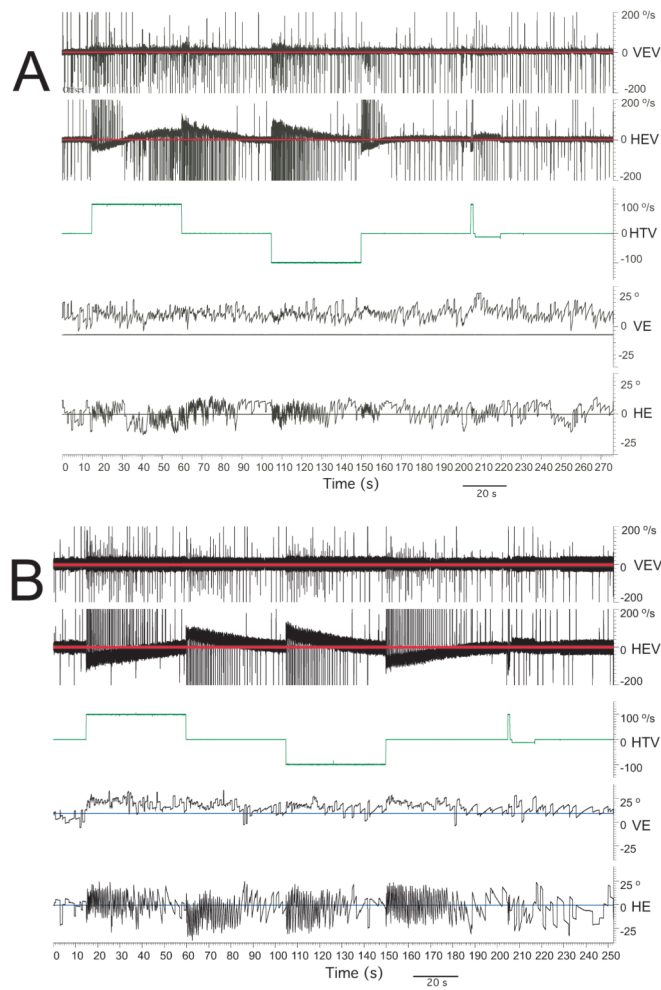 A
200 º/s
0 VEV
-200
Offset
200 º/s
0 HEV
-200
100 º/s
0 HTV
-100
25 º
0 VE
-25
25 º
0 HE
-25
0 10 20 30 40 50 60 70 80 90 100 110 120 130 140 150 160 170 180 190 200 210 220 230 240 250 260 270
Time (s)
20 s
B
200 º/s
0 VEV
-200
200 º/s
0 HEV
-200
100 º/s
0 HTV
-100
25 º
0 VE
-25
25 º
0 HE
-25
0 10 20 30 40 50 60 70 80 90 100 110 120 130 140 150 160 170 180 190 200 210 220 230 240 250
Time (s)
20 s